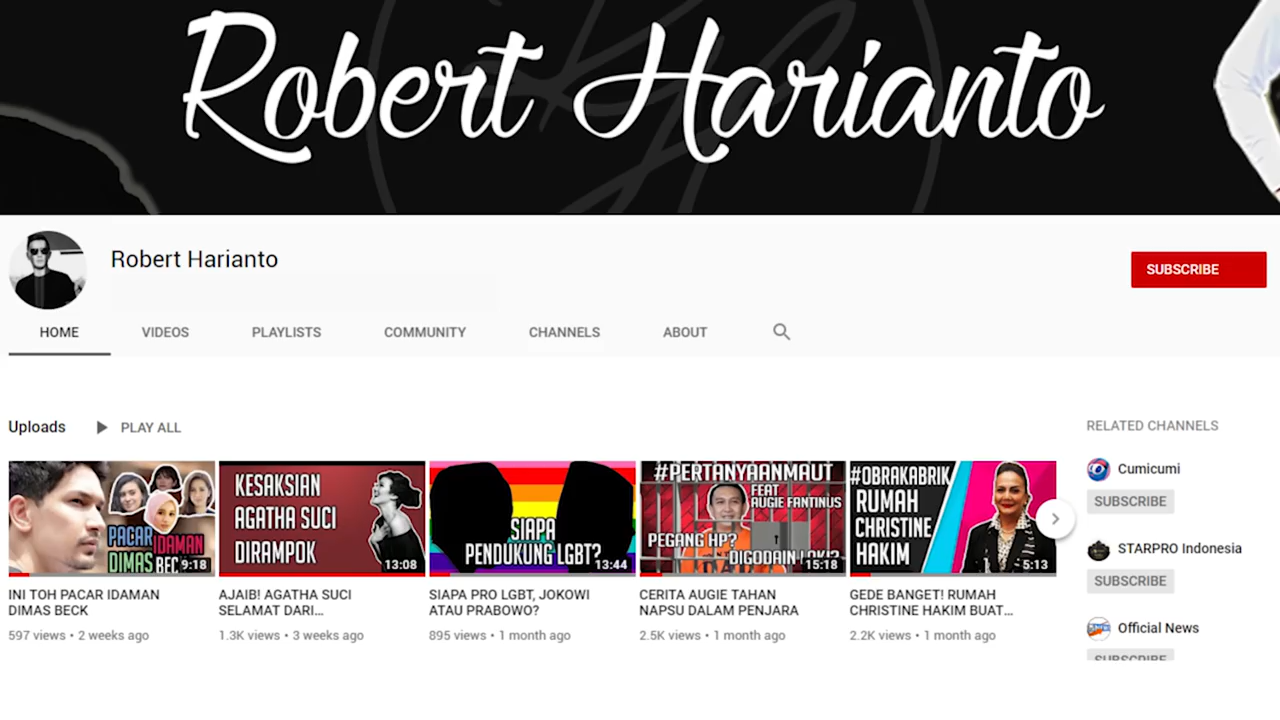 Robert Harianto
Robert Harianto
SUBSCRIBE
HOME VIDEOS PLAYLISTS COMMUNITY CHANNELS ABOUT
Uploads PLAY ALL
PACAR IDAMAN
DIMAS BEC
9:18
INI TOH PACAR IDAMAN
DIMAS BECK
597 views • 2 weeks ago
KESAKSIAN
AGATHA SUCI
DIRAMPOK
13:08
AJAIB! AGATHA SUCI
SELAMAT DARI...
1.3K views • 3 weeks ago
SIAPA
PENDUKUNG LGBT?
13:44
SIAPA PRO LGBT, JOKOWI
ATAU PRABOWO?
895 views • 1 month ago
#PERTANYAANMAUT
FEAT
AUGIE FANTINUS
PEGANG HP?
DIGODAIN LAKI?
15:18
CERITA AUGIE TAHAN
NAPSU DALAM PENJARA
2.5K views • 1 month ago
#OBRAKABRIK
RUMAH
CHRISTINE
HAKIM
5:13
GEDE BANGET! RUMAH
CHRISTINE HAKIM BUAT...
2.2K views • 1 month ago
RELATED CHANNELS
Cumicumi
SUBSCRIBE
STARPRO Indonesia
SUBSCRIBE
Official News
SUBSCRIBE